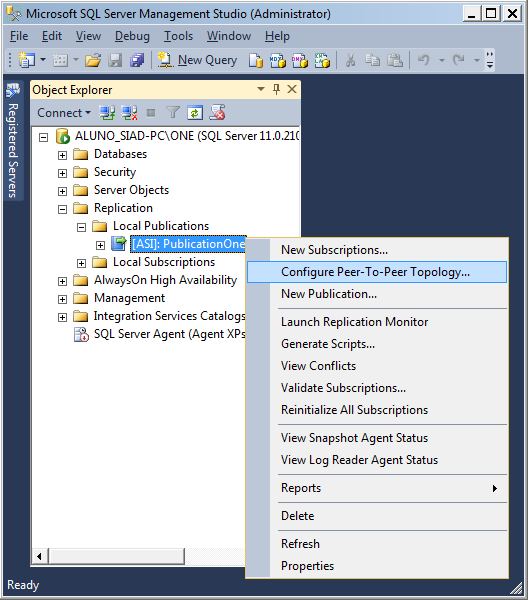 Microsoft SQL Server Management Studio (Administrator)
File Edit View Debug Tools Window Help
New Query
Registered Servers
Object Explorer
Connect
ALUNO_SIAD-PC\ONE (SQL Server 11.0.210
Databases
Security
Server Objects
Replication
Local Publications
[ASI]: PublicationOne
Local Subscriptions
AlwaysOn High Availability
Management
Integration Services Catalogs
SQL Server Agent (Agent XPs
New Subscriptions...
Configure Peer-To-Peer Topology...
New Publication...
Launch Replication Monitor
Generate Scripts...
View Conflicts
Validate Subscriptions...
Reinitialize All Subscriptions
View Snapshot Agent Status
View Log Reader Agent Status
Reports
Delete
Refresh
Properties
Ready